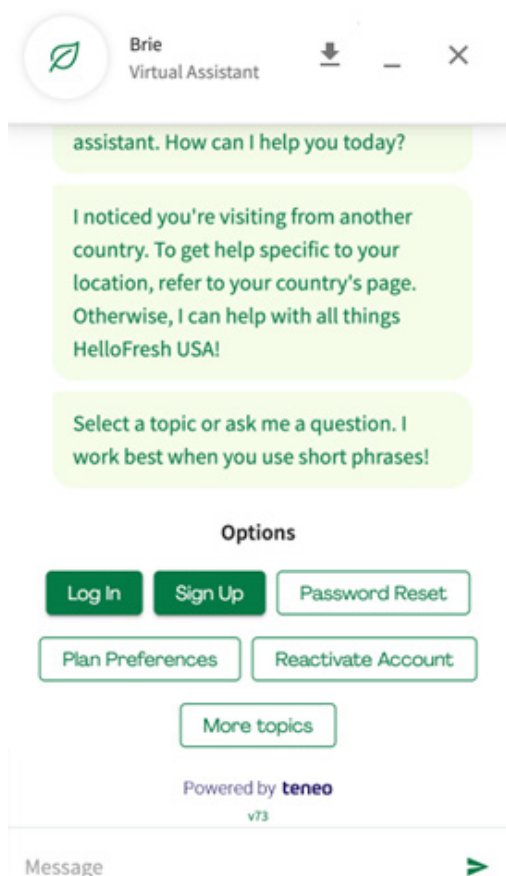 Brie
Virtual Assistant
assistant. How can I help you today?
I noticed you're visiting from another
country. To get help specific to your
location, refer to your country's page.
Otherwise, I can help with all things
HelloFresh USA!
Select a topic or ask me a question. I
work best when you use short phrases!
Options
Log In Sign Up Password Reset
Plan Preferences Reactivate Account
More topics
Powered by teneo
v73
Message